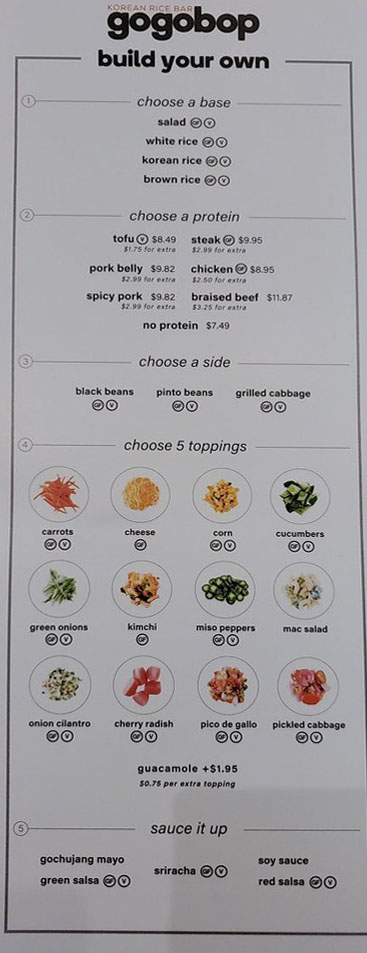 KOREAN RICE BAR
gogobop
build your own
1 choose a base
salad GF V
white rice GF V
korean rice GF V
brown rice GF V
2 choose a protein
tofu V $8.49 steak GF $9.95
$1.75 for extra $2.99 for extra
pork belly $9.82 chicken GF $8.95
$2.99 for extra $2.50 for extra
spicy pork $9.82 braised beef $11.87
$2.99 for extra $3.25 for extra
no protein $7.49
3 choose a side
black beans pinto beans grilled cabbage
GF V GF V GF V
4 choose 5 toppings
carrots cheese corn cucumbers
GF V GF GF V GF V
green onions kimchi miso peppers mac salad
GF V GF GF V
onion cilantro cherry radish pico de gallo pickled cabbage
GF V GF V GF V GF V
guacamole +$1.95
$0.75 per extra topping
5 sauce it up
gochujang mayo soy sauce
sriracha GF V
green salsa GF V red salsa GF V